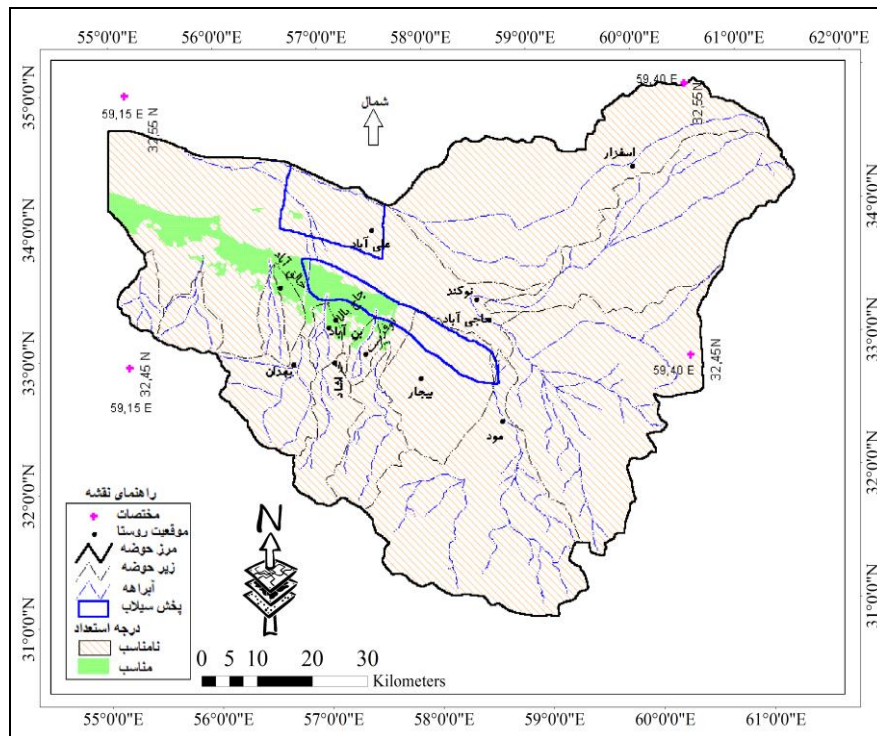 55°0'0"E 56°0'0"E 57°0'0"E 58°0'0"E 59°0'0"E 60°0'0"E 61°0'0"E 62°0'0"E
35°0'0"N
34°0'0"N
33°0'0"N
32°0'0"N
31°0'0"N
59,15 E
32,55 N
شمال
59,40 E
32,55 N
اسفزار
علی آباد
نوکند
حاجی آباد
بن آباد
بهدان
بیجار
مود
32,45 N
59,15 E
59,40 E
32,45 N
N
راهنمای نقشه
مختصات
موقعیت روستا
مرز حوضه
زیر حوضه
آبراهه
پخش سیلاب
درجه استعداد
نامناسب
مناسب
0 5 10 20 30
Kilometers
35°0'0"N
34°0'0"N
33°0'0"N
32°0'0"N
31°0'0"N
55°0'0"E 56°0'0"E 57°0'0"E 58°0'0"E 59°0'0"E 60°0'0"E 61°0'0"E